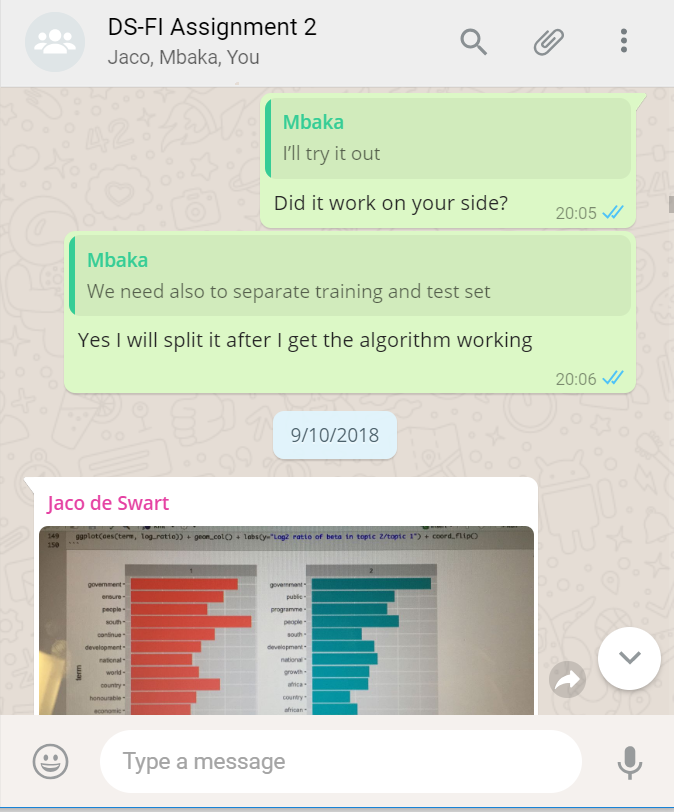 DS-FI Assignment 2
Jaco, Mbaka, You
Mbaka
I'll try it out
Did it work on your side?
20:05
Mbaka
We need also to separate training and test set
Yes I will split it after I get the algorithm working
20:06
9/10/2018
Jaco de Swart
149 ggplot(aes(term, log_ratio)) + geom_col() + labs(y="Log2 ratio of beta in topic 2/topic 1") + coord_flip()
150
1
2
term
government
ensure
people
south
continue
development
national
world
country
honourable
economic
government
public
programme
people
south
development
national
growth
africa
country
african
Type a message